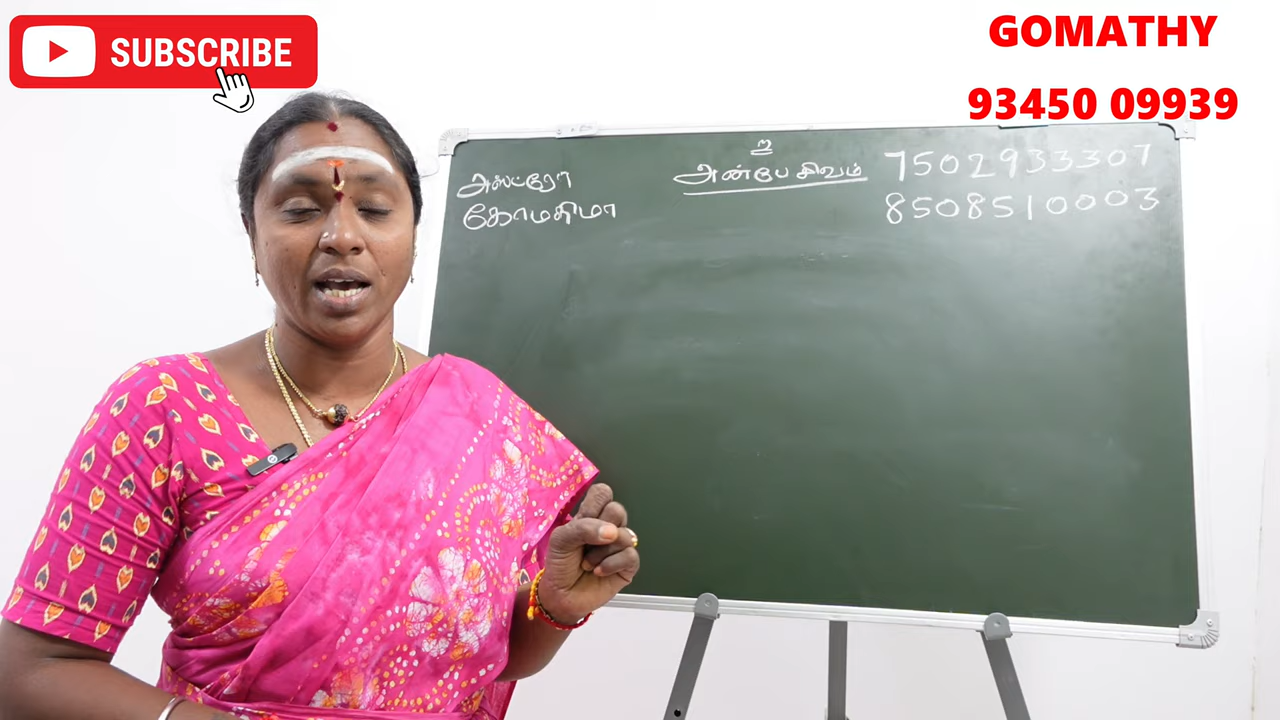 SUBSCRIBE
GOMATHY
93450 09939
உ
அன்பே சிவம்
அஸ்ட்ரோ
கோமதிமா
7502933307
8508510003